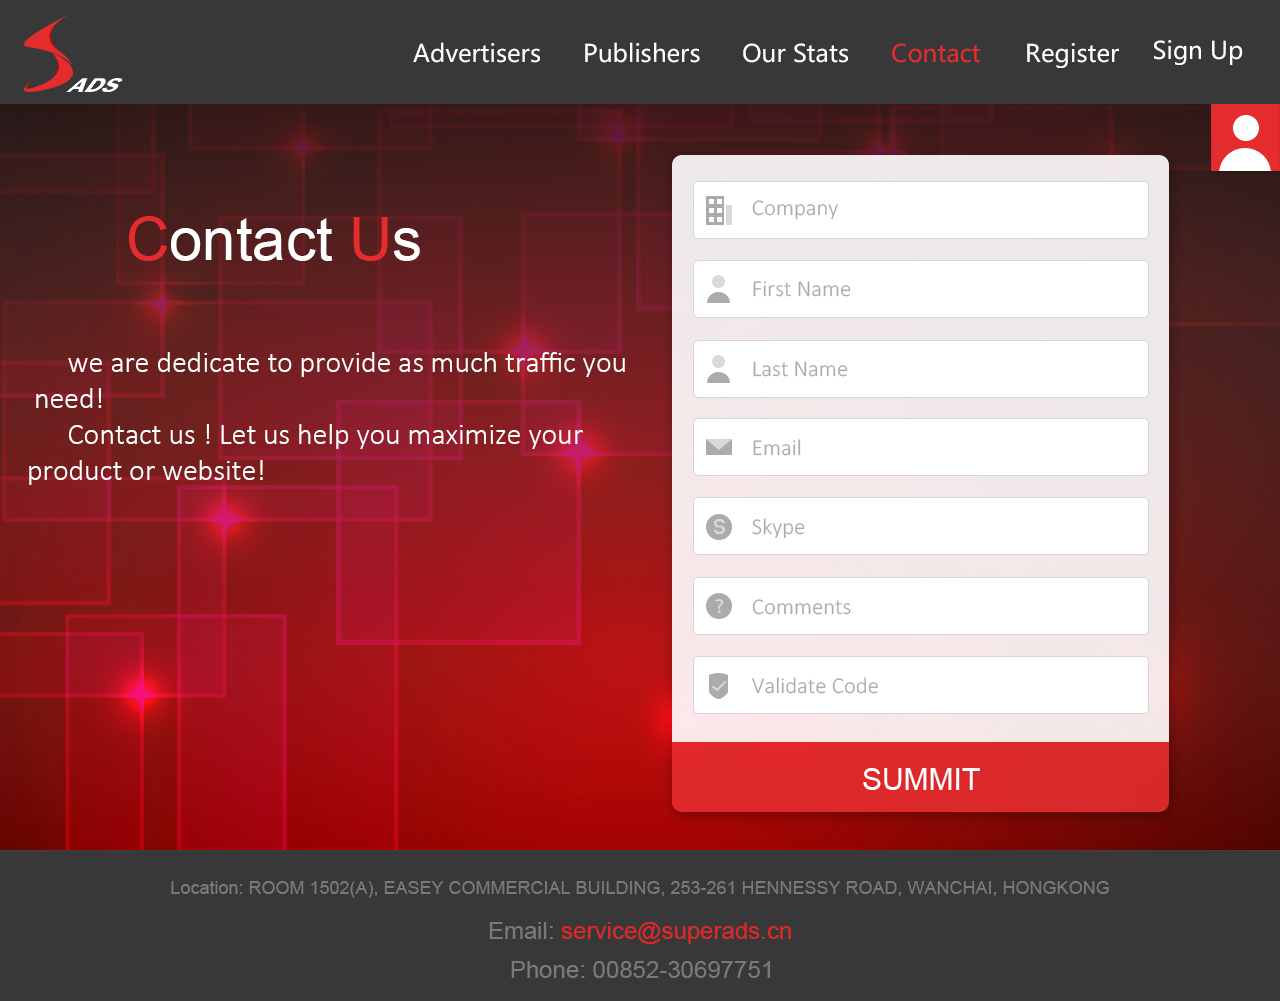 ADS
Advertisers Publishers Our Stats Contact Register Sign Up
Contact Us
we are dedicate to provide as much traffic you
need!
Contact us ! Let us help you maximize your
product or website!
Company
First Name
Last Name
Email
Skype
Comments
Validate Code
SUMMIT
Location: ROOM 1502(A), EASEY COMMERCIAL BUILDING, 253-261 HENNESSY ROAD, WANCHAI, HONGKONG
Email: service@superads.cn
Phone: 00852-30697751